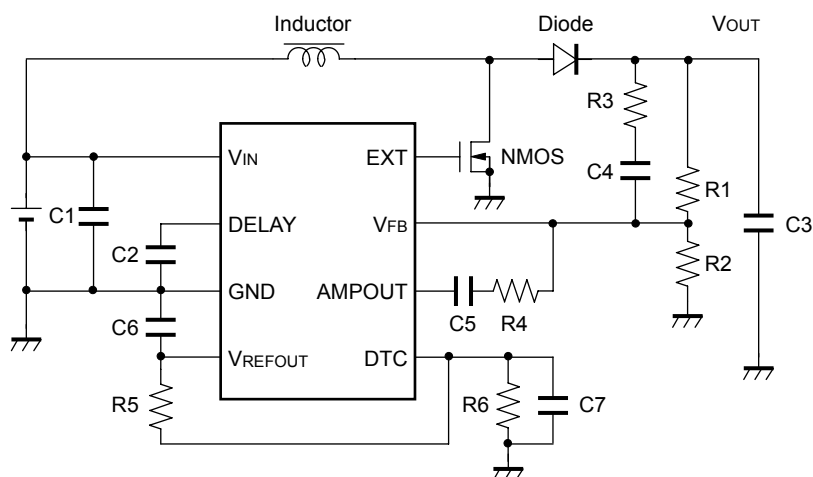 Inductor
Diode
VOUT
R3
VIN
EXT
NMOS
C4
R1
C1
DELAY
VFB
C3
C2
R2
GND
AMPOUT
C5
R4
C6
VREFOUT
DTC
R5
R6
C7